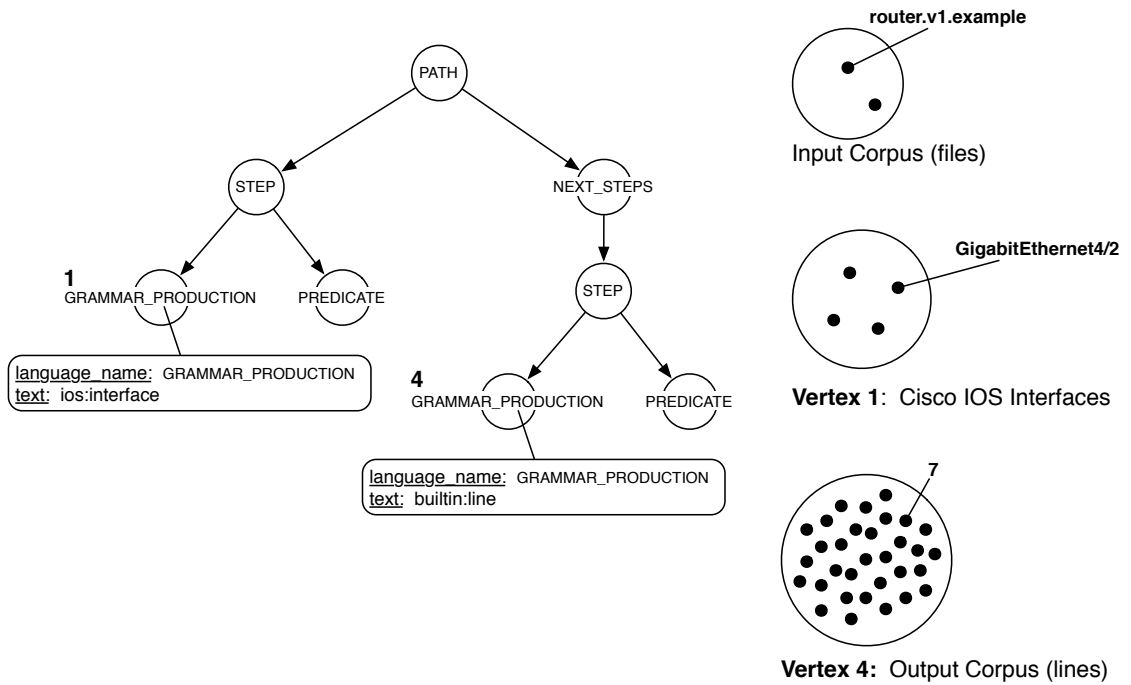 router.v1.example
PATH
Input Corpus (files)
STEP
NEXT_STEPS
GigabitEthernet4/2
1
GRAMMAR_PRODUCTION
PREDICATE
STEP
language_name: GRAMMAR_PRODUCTION
text: ios:interface
4
GRAMMAR_PRODUCTION
PREDICATE
Vertex 1: Cisco IOS Interfaces
language_name: GRAMMAR_PRODUCTION
text: builtin:line
7
Vertex 4: Output Corpus (lines)